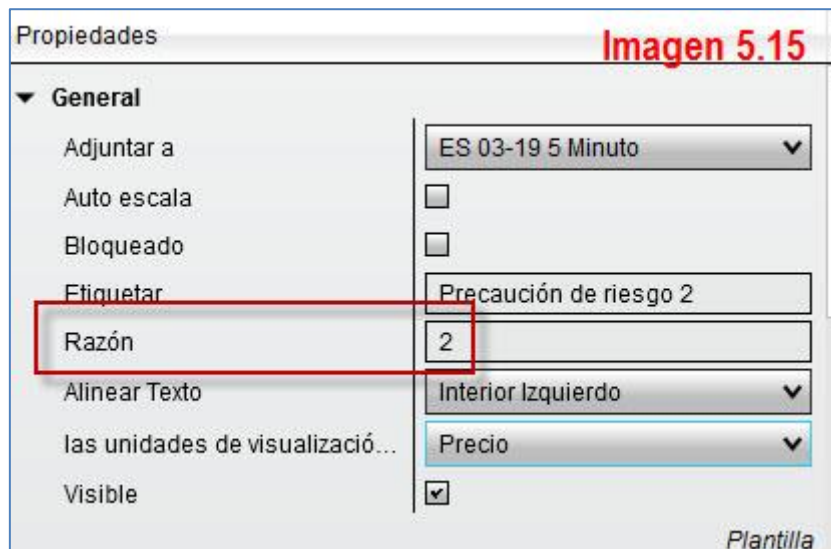 Propiedades
Imagen 5.15
General
Adjuntar a ES 03-19 5 Minuto
Auto escala
Bloqueado
Etiquetar Precaución de riesgo 2
Razón 2
Alinear Texto Interior Izquierdo
las unidades de visualizació... Precio
Visible
Plantilla